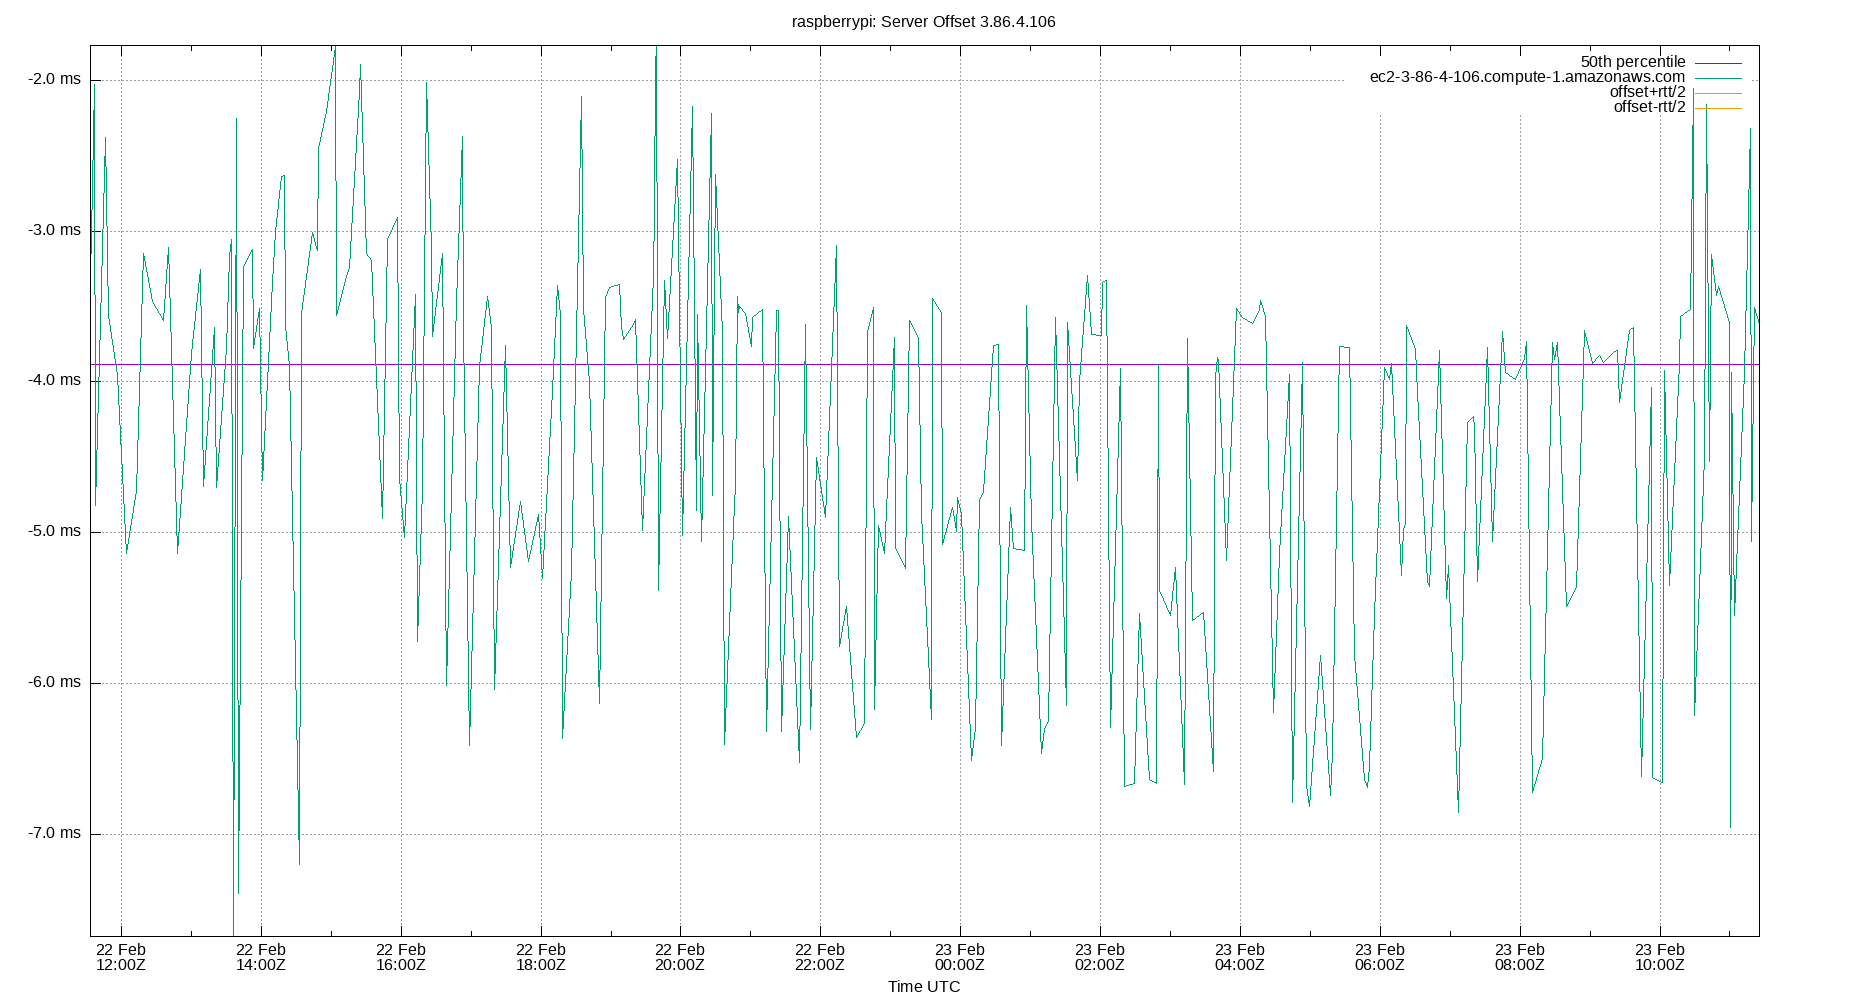 raspberrypi: Server Offset 3.86.4.106
50th percentile
ec2-3-86-4-106.compute-1.amazonaws.com
offset+rtt/2
offset-rtt/2
-2.0 ms
-3.0 ms
-4.0 ms
-5.0 ms
-6.0 ms
-7.0 ms
22 Feb 22 Feb 22 Feb 22 Feb 22 Feb 22 Feb 23 Feb 23 Feb 23 Feb 23 Feb 23 Feb 23 Feb
12:00Z 14:00Z 16:00Z 18:00Z 20:00Z 22:00Z 00:00Z 02:00Z 04:00Z 06:00Z 08:00Z 10:00Z
Time UTC